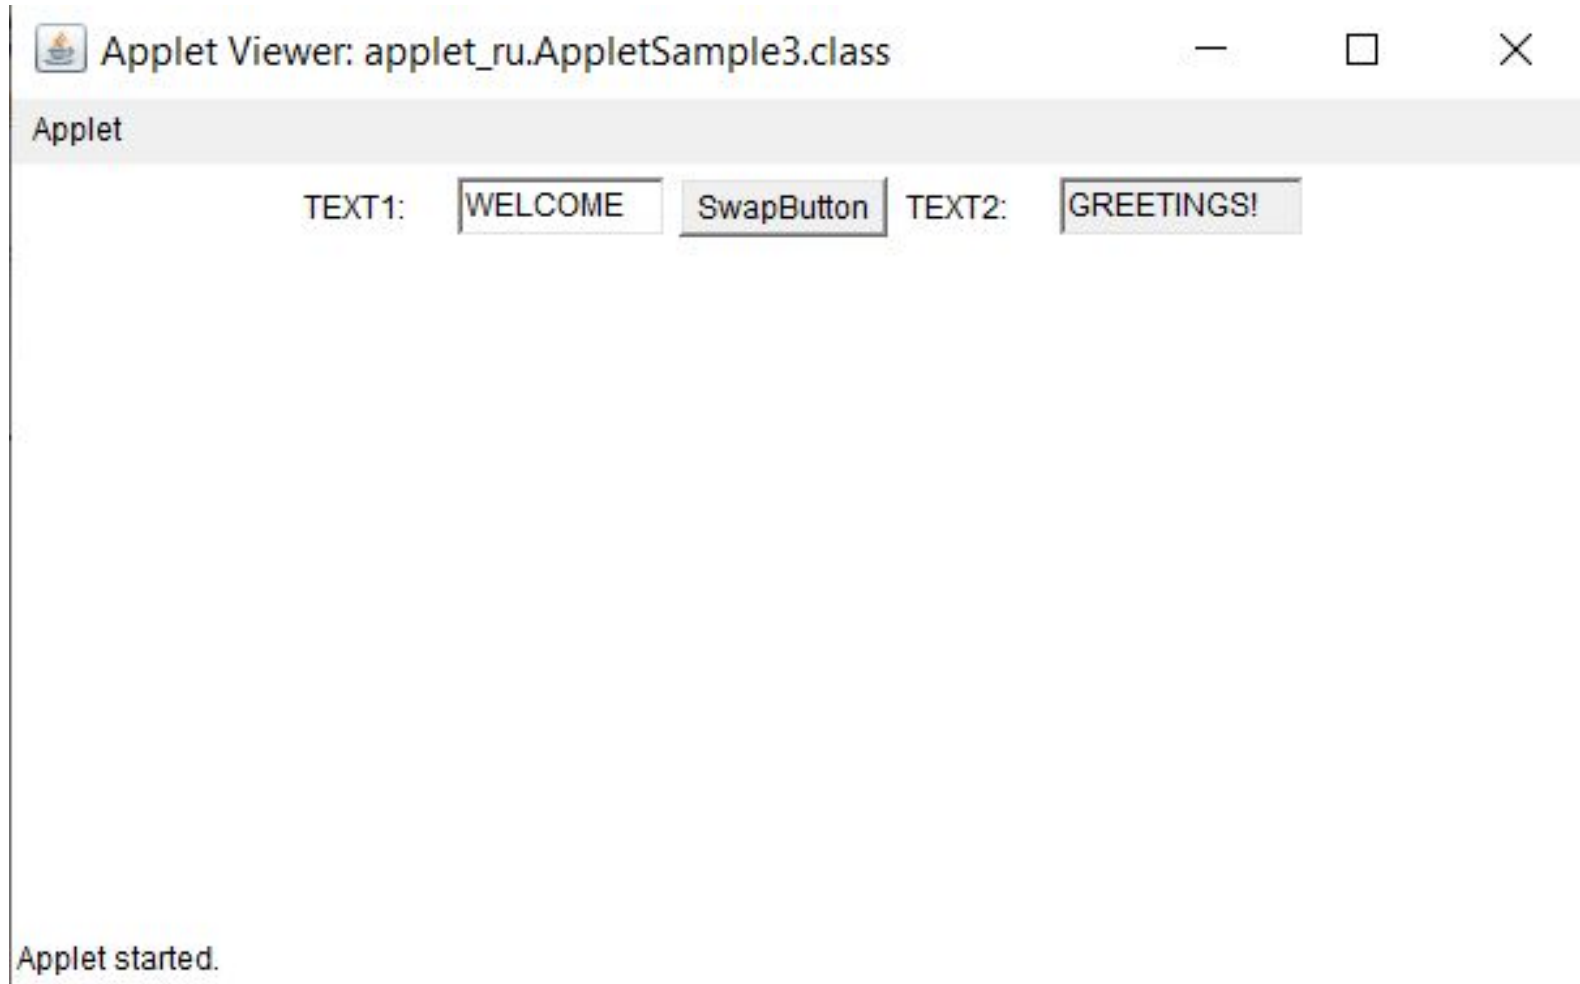 Applet Viewer: applet_ru.AppletSample3.class
Applet
TEXT1: WELCOME SwapButton TEXT2: GREETINGS!
Applet started.